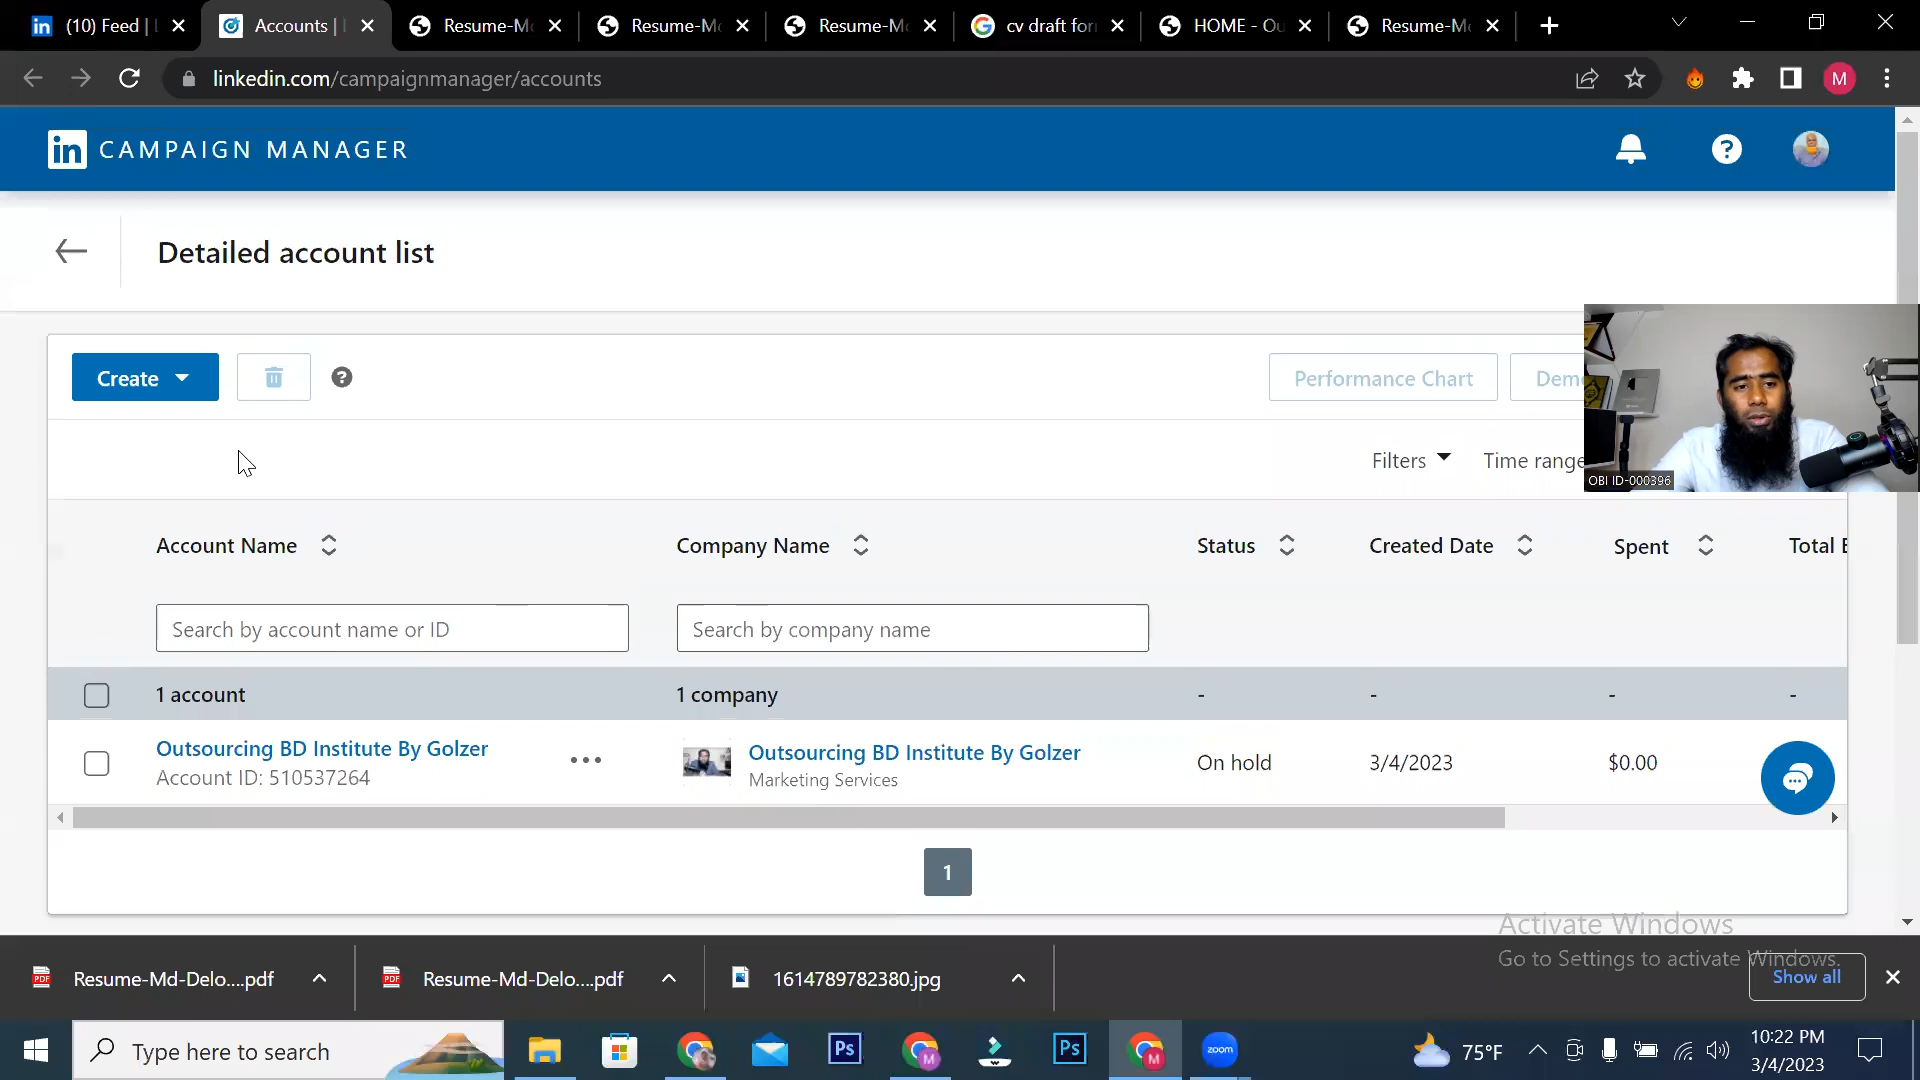 (10) Feed |
Accounts |
Resume-M
Resume-M
Resume-M
cv draft for
HOME - Ou
Resume-M
linkedin.com/campaignmanager/accounts
M
in CAMPAIGN MANAGER
Detailed account list
Create
Performance Chart
Dem
Filters
Time range
OBI ID-000396
Account Name
Company Name
Status
Created Date
Spent
Total
Search by account name or ID
Search by company name
1 account
1 company
-
-
-
-
Outsourcing BD Institute By Golzer
Account ID: 510537264
Outsourcing BD Institute By Golzer
Marketing Services
On hold
3/4/2023
$0.00
1
Activate Windows
Go to Settings to activate Windows.
Resume-Md-Delo....pdf
Resume-Md-Delo....pdf
1614789782380.jpg
Show all
Type here to search
Ps
Ps
zoom
75°F
10:22 PM
3/4/2023